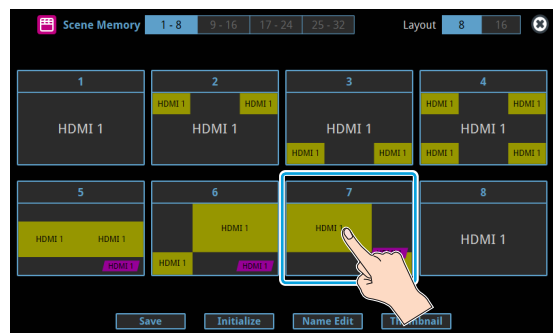 Scene Memory 1 - 8 9 - 16 17 - 24 25 - 32 Layout 8 16
1 2 3 4
HDMI 1 HDMI 1 HDMI 1 HDMI 1
HDMI 1 HDMI 1 HDMI 1 HDMI 1
HDMI 1 HDMI 1 HDMI 1 HDMI 1
5 6 7 8
HDMI 1 HDMI 1 HDMI 1 HDMI 1 HDMI 1
HDMI 1 HDMI 1 HDMI 1
Save Initialize Name Edit Thumbnail